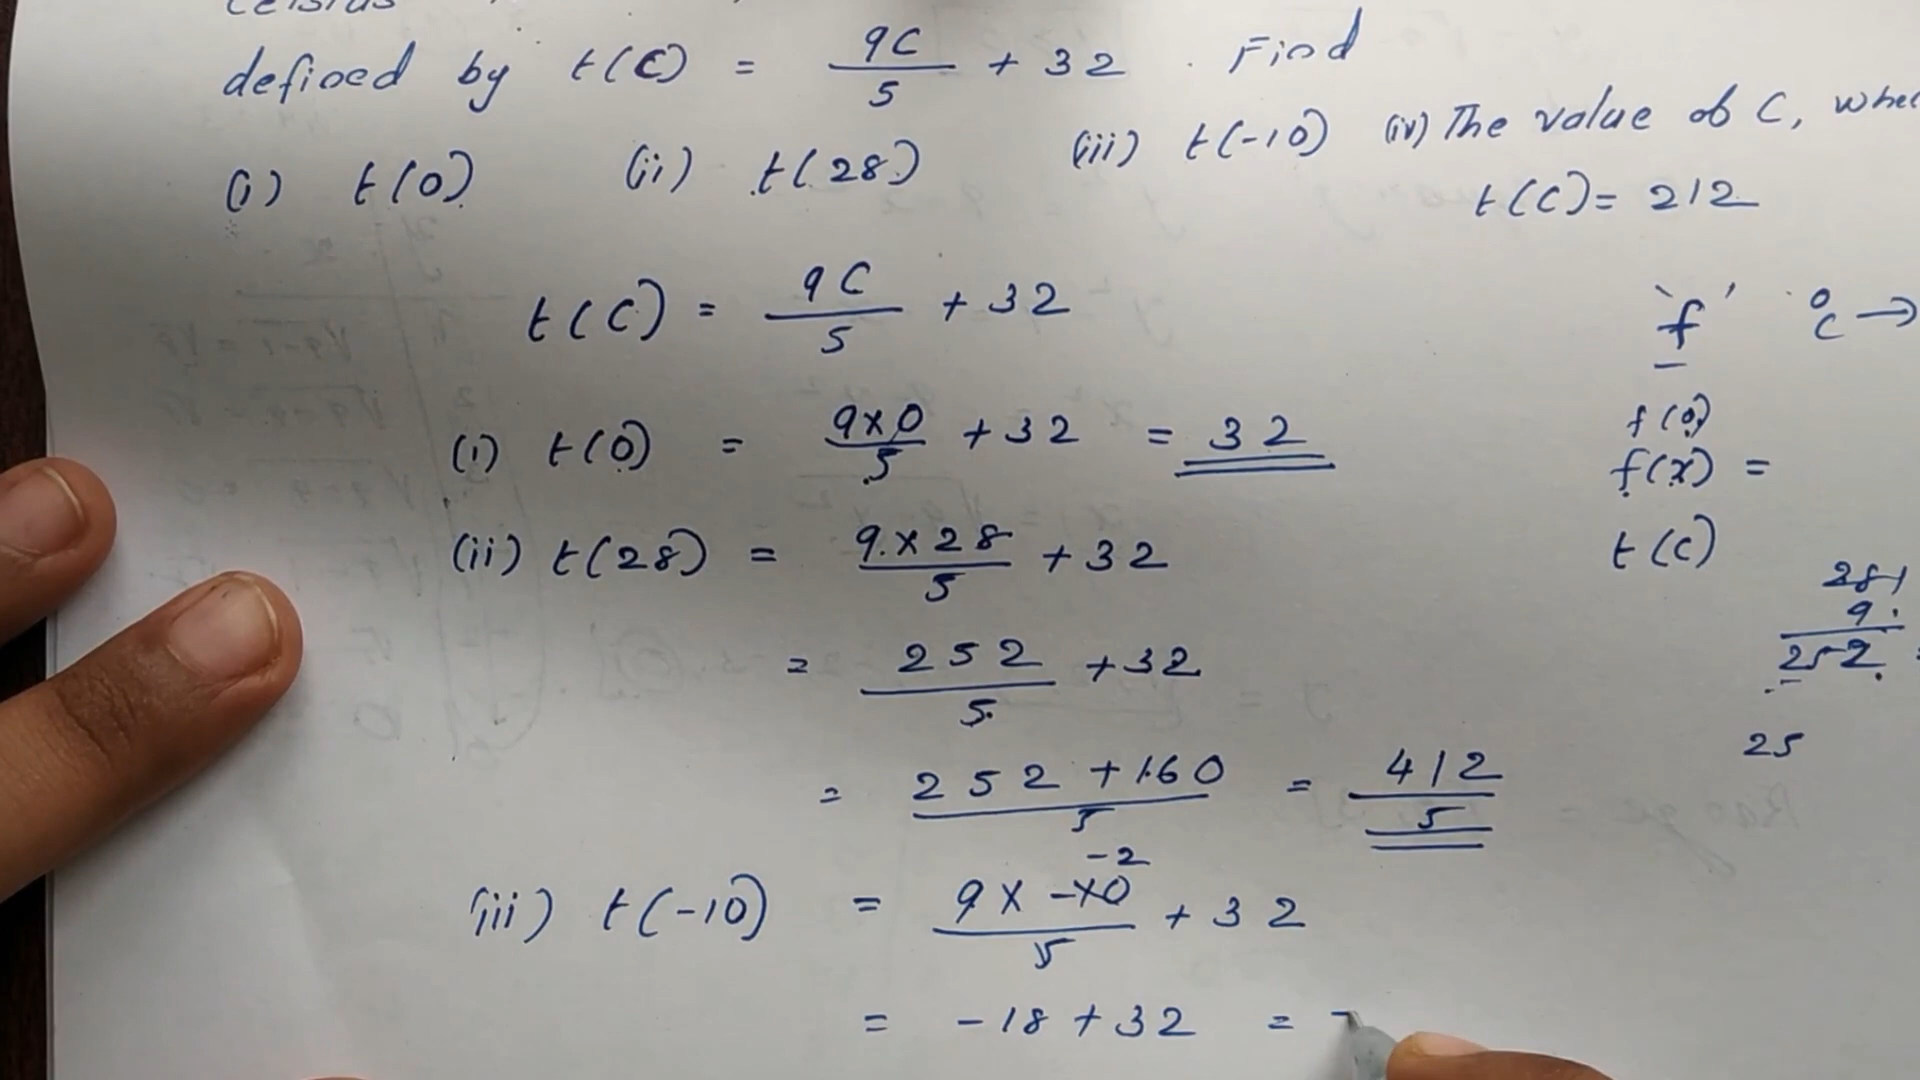 Celsius
defined by t(C) = 9C/5 + 32 . Find
(i) t(0) (ii) t(28) (iii) t(-10) (iv) The value of C, when
t(C) = 212
t(C) = 9C/5 + 32
'f' °C →
(i) t(0) = 9×0/5 + 32 = 32
f(0)
f(x) =
(ii) t(28) = 9×28/5 + 32
t(C)
28
9
252
= 252/5 + 32
25
= 252 + 160/5 = 412/5
-2
(iii) t(-10) = 9 × -10/5 + 32
= -18 + 32 =